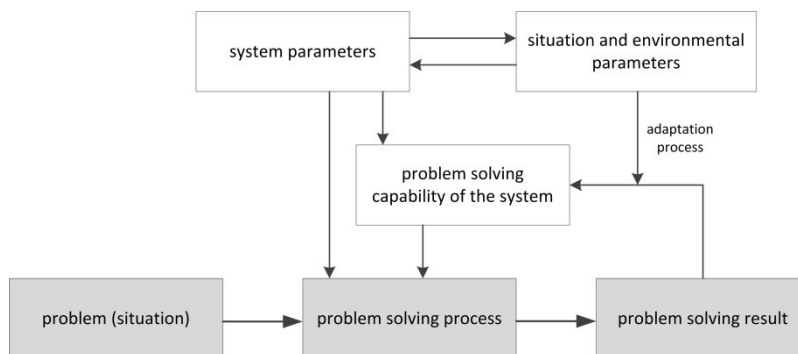 system parameters
situation and environmental
parameters
adaptation
process
problem solving
capability of the system
problem (situation)
problem solving process
problem solving result